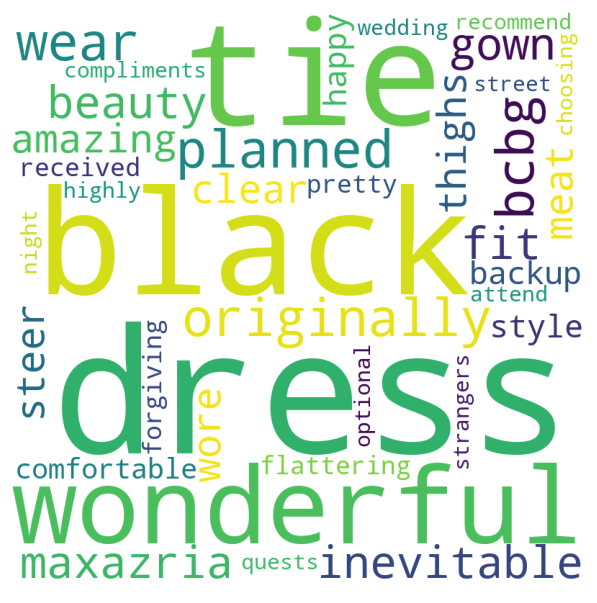 wear
tie
happy
wedding
recommend
gown
choosing
compliments
street
beauty
thighs
bcbg
amazing
planned
meat
received
highly
clear
pretty
black
night
fit
backup
attend
originally
style
steer
forgiving
wore
dress
optional
strangers
comfortable
flattering
wonderful
maxazria
quests
inevitable